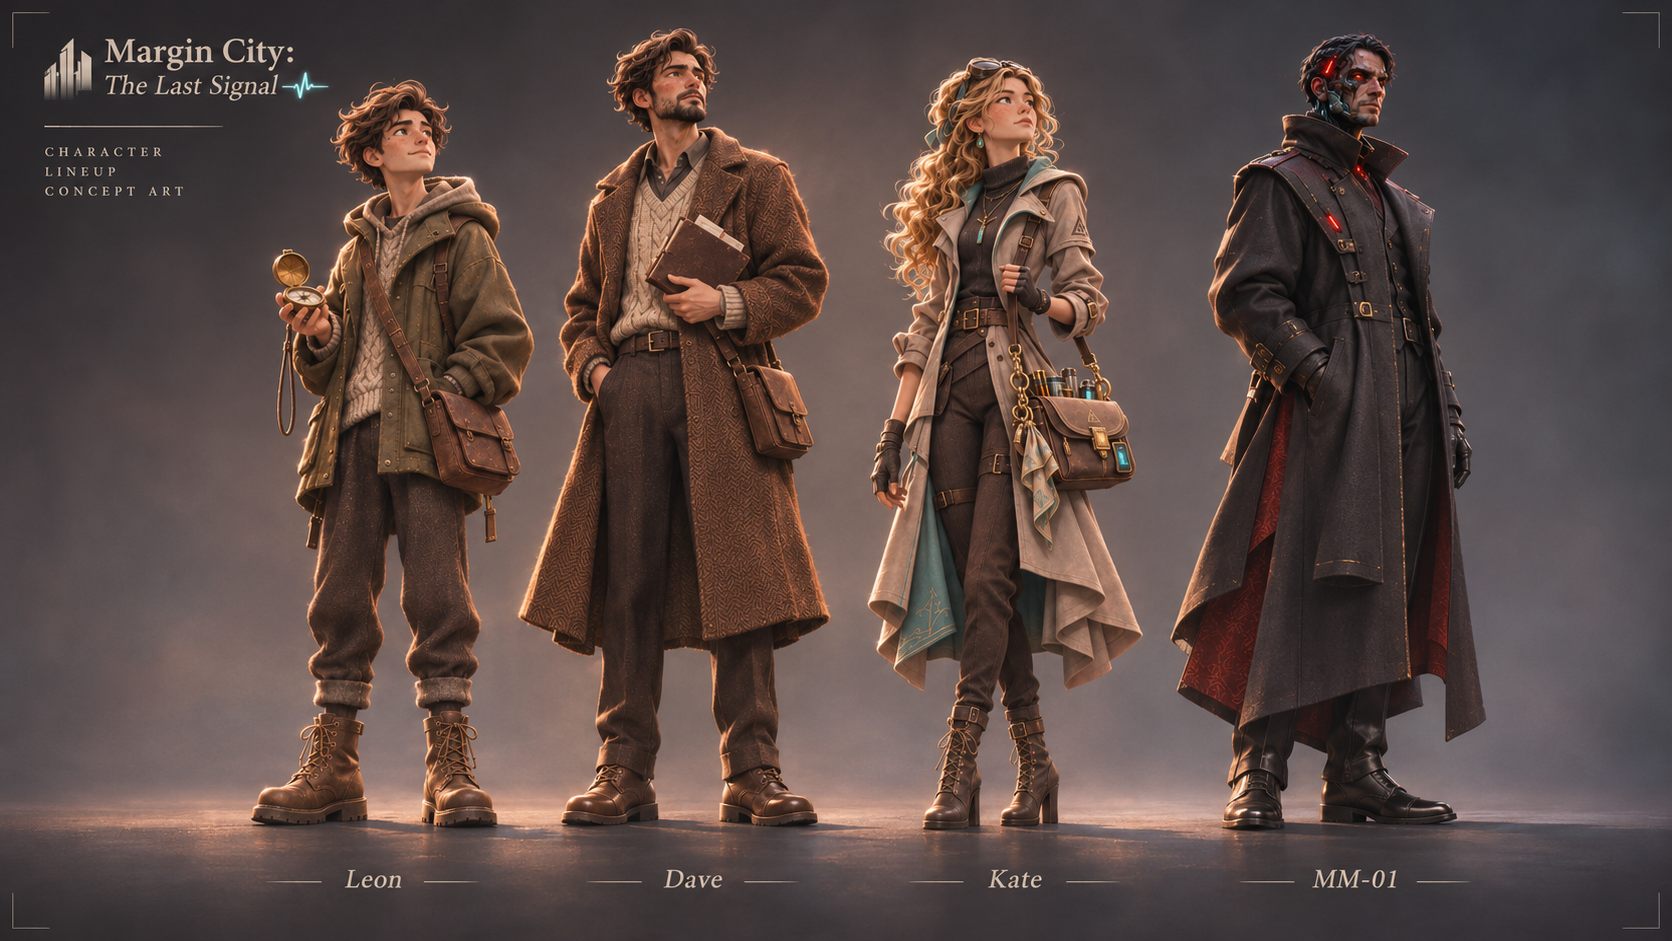 Margin City:
The Last Signal
CHARACTER
LINEUP
CONCEPT ART
Leon
Dave
Kate
MM-01